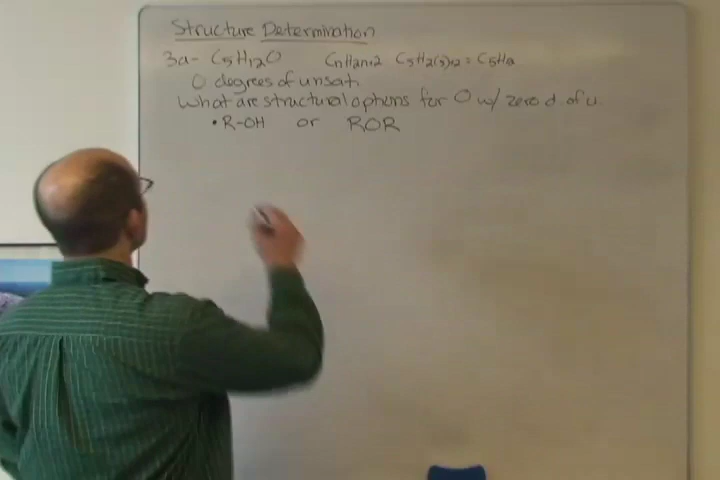 Structure Determination
3a- C5H12O CnH2n+2 C5H2(5)+2 = C5H12
0 degrees of unsat.
What are structural options for O w/ zero d. of u.
• R-OH or ROR